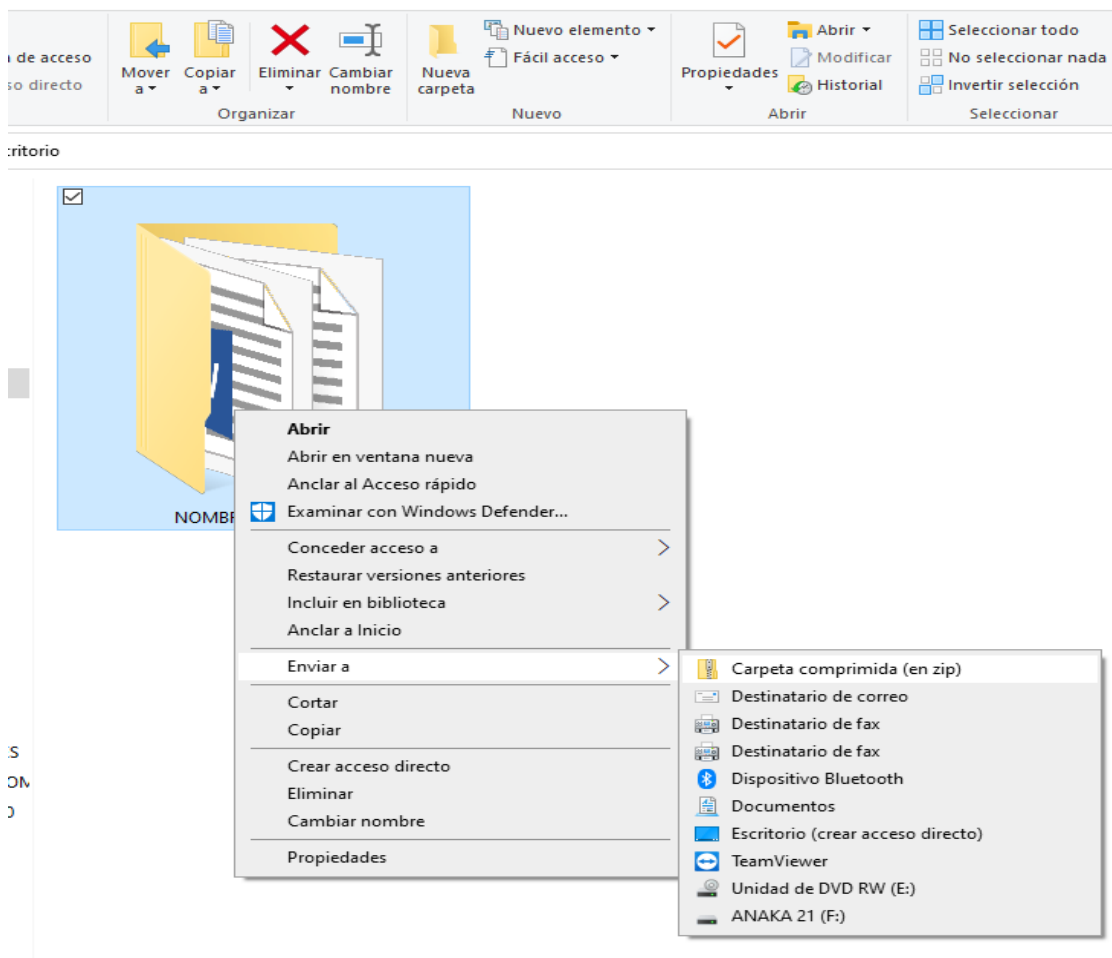 de acceso
so directo
Mover a
Copiar a
Eliminar
Cambiar nombre
Organizar
Nueva carpeta
Nuevo elemento
Fácil acceso
Nuevo
Propiedades
Abrir
Modificar
Historial
Abrir
Seleccionar todo
No seleccionar nada
Invertir selección
Seleccionar
critorio
NOMB
Abrir
Abrir en ventana nueva
Anclar al Acceso rápido
Examinar con Windows Defender...
Conceder acceso a
Restaurar versiones anteriores
Incluir en biblioteca
Anclar a Inicio
Enviar a
Cortar
Copiar
Crear acceso directo
Eliminar
Cambiar nombre
Propiedades
Carpeta comprimida (en zip)
Destinatario de correo
Destinatario de fax
Destinatario de fax
Dispositivo Bluetooth
Documentos
Escritorio (crear acceso directo)
TeamViewer
Unidad de DVD RW (E:)
ANAKA 21 (F:)